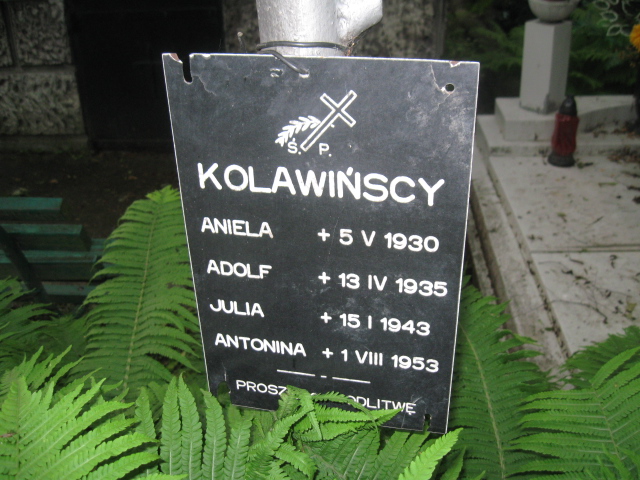 Ś. P.
KOLAWIŃSCY
ANIELA + 5 V 1930
ADOLF + 13 IV 1935
JULIA + 15 I 1943
ANTONINA + 1 VIII 1953